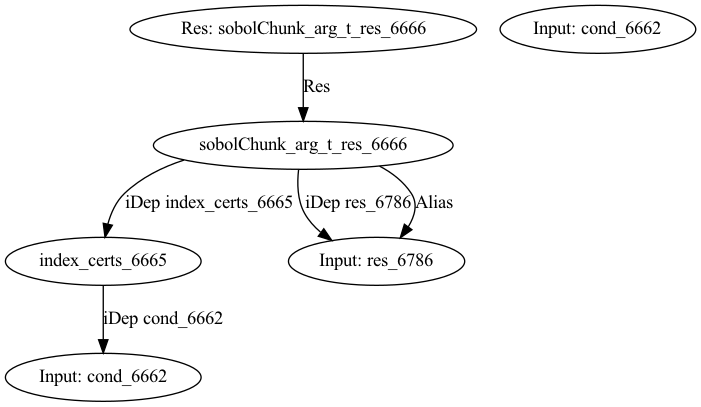 Res: sobolChunk_arg_t_res_6666
Input: cond_6662
Res
sobolChunk_arg_t_res_6666
iDep index_certs_6665
iDep res_6786
Alias
index_certs_6665
Input: res_6786
iDep cond_6662
Input: cond_6662